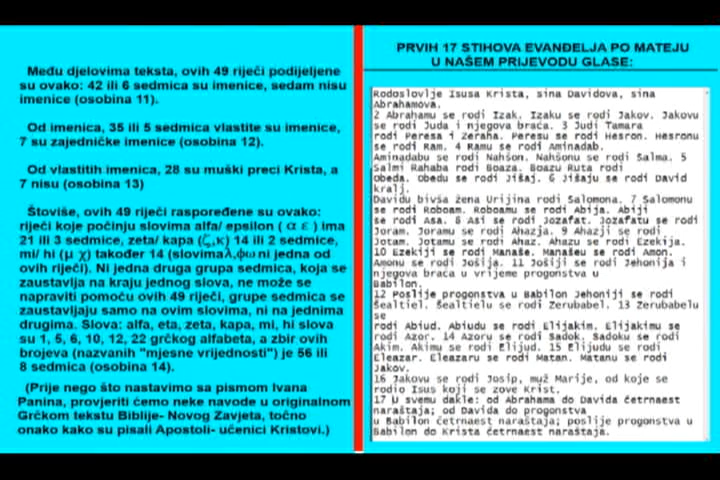 Među djelovima teksta, ovih 49 riječi podijeljene
su ovako: 42 ili 6 sedmica su imenice, sedam nisu
imenice (osobina 11).
Od imenica, 35 ili 5 sedmica vlastite su imenice,
7 su zajedničke imenice (osobina 12).
Od vlastitih imenica, 28 su muški preci Krista, a
7 nisu (osobina 13)
Štoviše, ovih 49 riječi raspoređene su ovako:
riječi koje počinju slovima alfa/ epsilon ( α ε ) ima
21 ili 3 sedmice, zeta/ kapa (ζ,κ) 14 ili 2 sedmice,
mi/ hi (μ χ) također 14 (slovima λ,φω ni jedna od
ovih riječi). Ni jedna druga grupa sedmica, koja se
zaustavlja na kraju jednog slova, ne može se
napraviti pomoću ovih 49 riječi, grupe sedmica se
zaustavljaju samo na ovim slovima, ni na jednima
drugima. Slova: alfa, eta, zeta, kapa, mi, hi slova
su 1, 5, 6, 10, 12, 22 grčkog alfabeta, a zbir ovih
brojeva (nazvanih "mjesne vrijednosti") je 56 ili
8 sedmica (osobina 14).
(Prije nego što nastavimo sa pismom Ivana
Panina, provjeriti ćemo neke navode u originalnom
Grčkom tekstu Biblije- Novog Zavjeta, točno
onako kako su pisali Apostoli- učenici Kristovi.)
PRVIH 17 STIHOVA EVANĐELJA PO MATEJU
U NAŠEM PRIJEVODU GLASE:
Rodoslovlje Isusa Krista, sina Davidova, sina
Abrahamova.
2 Abrahamu se rodi Izak. Izaku se rodi Jakov. Jakovu
se rodi Juda i njegova braća. 3 Judi Tamara
rodi Peresa i Zeraha. Peresu se rodi Hesron. Hesronu
se rodi Ram. 4 Ramu se rodi Aminadab.
Aminadabu se rodi Nahšon. Nahšonu se rodi Salma. 5
Salmi Rahaba rodi Boaza. Boazu Ruta rodi
Obeda. Obedu se rodi Jišaj. 6 Jišaju se rodi David
kralj.
Davidu bivša žena Urijina rodi Salomona. 7 Salomonu
se rodi Roboam. Roboamu se rodi Abija. Abiji
se rodi Asa. 8 Asi se rodi Jozafat. Jozafatu se rodi
Joram. Joramu se rodi Ahazja. 9 Ahazji se rodi
Jotam. Jotamu se rodi Ahaz. Ahazu se rodi Ezekija.
10 Ezekiji se rodi Manaše. Manašeu se rodi Amon.
Amonu se rodi Jošija. 11 Jošiji se rodi Jehonija i
njegova braća u vrijeme progonstva u
Babilon.
12 Poslije progonstva u Babilon Jehoniji se rodi
Šealtiel. Šealtielu se rodi Zerubabel. 13 Zerubabelu
se
rodi Abiud. Abiudu se rodi Elijakim. Elijakimu se
rodi Azor. 14 Azoru se rodi Sadok. Sadoku se rodi
Akim. Akimu se rodi Elijud. 15 Elijudu se rodi
Eleazar. Eleazaru se rodi Matan. Matanu se rodi
Jakov.
16 Jakovu se rodi Josip, muž Marije, od koje se
rodio Isus koji se zove Krist.
17 U svemu dakle: od Abrahama do Davida četrnaest
naraštaja; od Davida do progonstva
u Babilon četrnaest naraštaja; poslije progonstva u
Babilon do Krista četrnaest naraštaja.